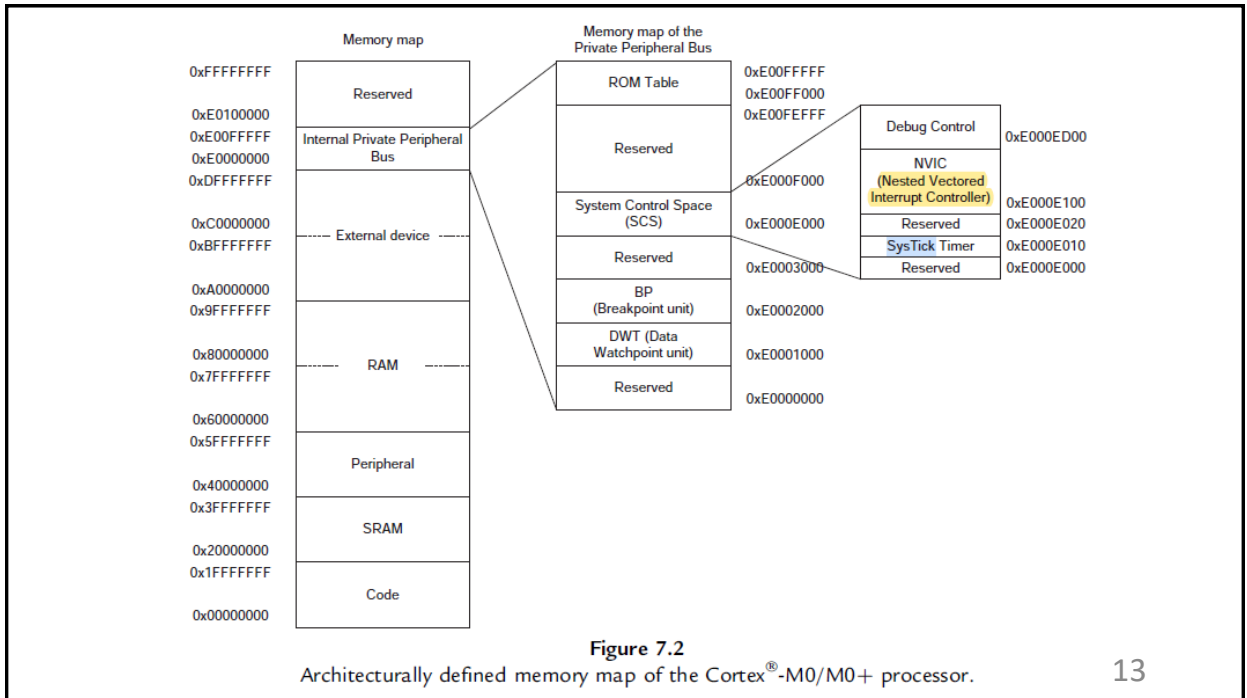 Memory map
0xFFFFFFFF
Reserved
0xE0100000
0xE00FFFFF
Internal Private Peripheral
Bus
0xE0000000
0xDFFFFFFF
0xC0000000
External device
0xBFFFFFFF
0xA0000000
0x9FFFFFFF
0x80000000
RAM
0x7FFFFFFF
0x60000000
0x5FFFFFFF
Peripheral
0x40000000
0x3FFFFFFF
SRAM
0x20000000
0x1FFFFFFF
Code
0x00000000
Memory map of the
Private Peripheral Bus
ROM Table
0xE00FFFFF
0xE00FF000
0xE00FEFFF
Reserved
0xE000F000
System Control Space
(SCS)
0xE000E000
Reserved
0xE0003000
BP
(Breakpoint unit)
0xE0002000
DWT (Data
Watchpoint unit)
0xE0001000
Reserved
0xE0000000
Debug Control
0xE000ED00
NVIC
(Nested Vectored
Interrupt Controller)
0xE000E100
Reserved
0xE000E020
SysTick Timer
0xE000E010
Reserved
0xE000E000
Figure 7.2
Architecturally defined memory map of the Cortex®-M0/M0+ processor.
13